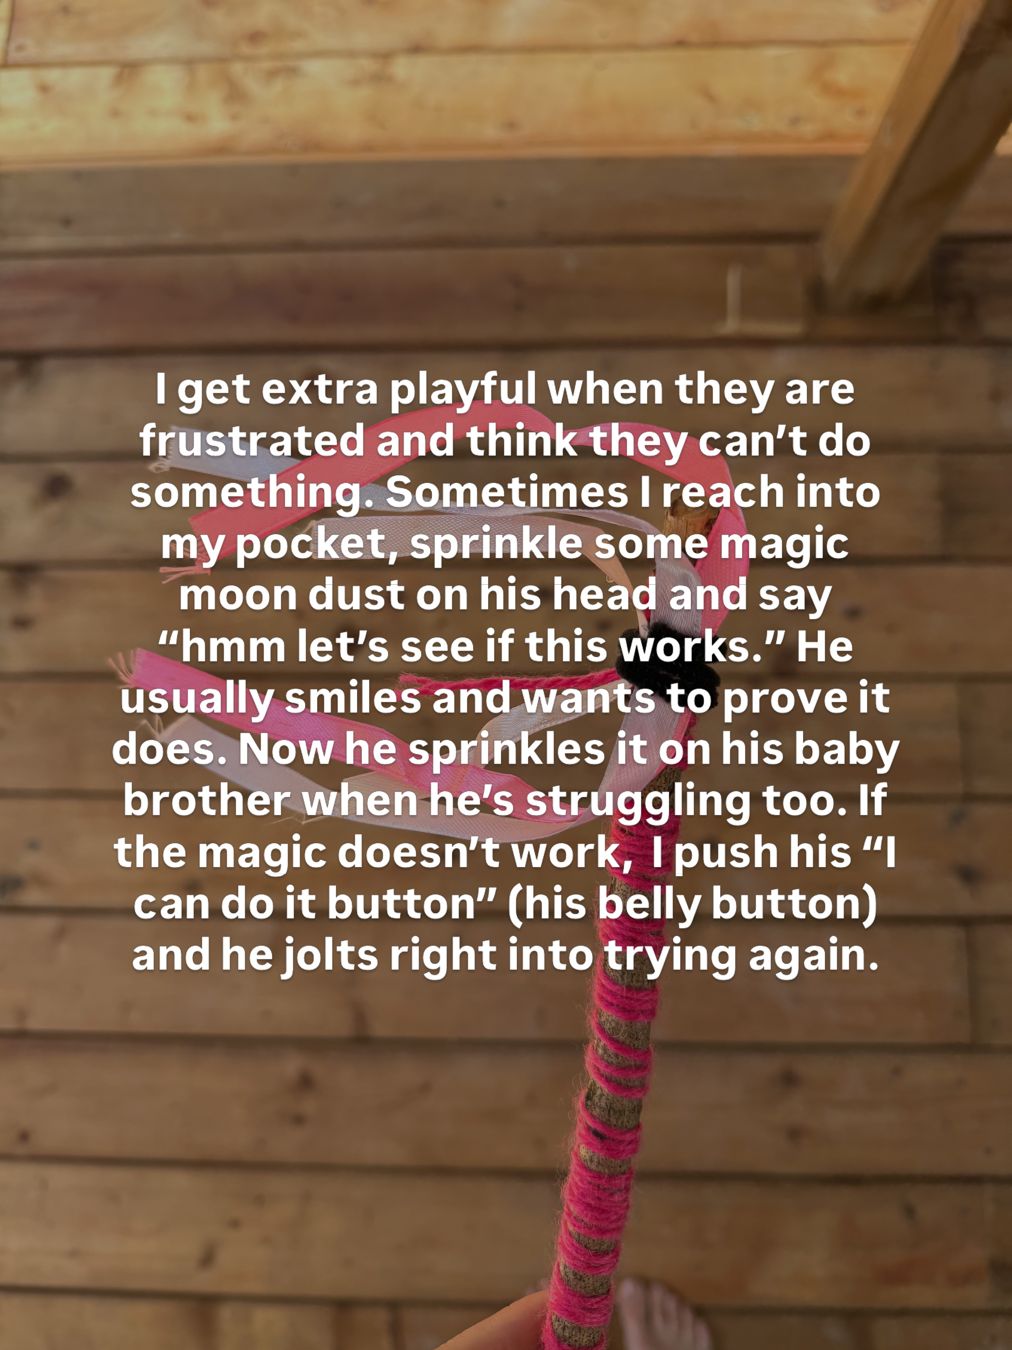 I get extra playful when they are
frustrated and think they can’t do
something. Sometimes I reach into
my pocket, sprinkle some magic
moon dust on his head and say
“hmm let’s see if this works.” He
usually smiles and wants to prove it
does. Now he sprinkles it on his baby
brother when he’s struggling too. If
the magic doesn’t work, I push his “I
can do it button” (his belly button)
and he jolts right into trying again.